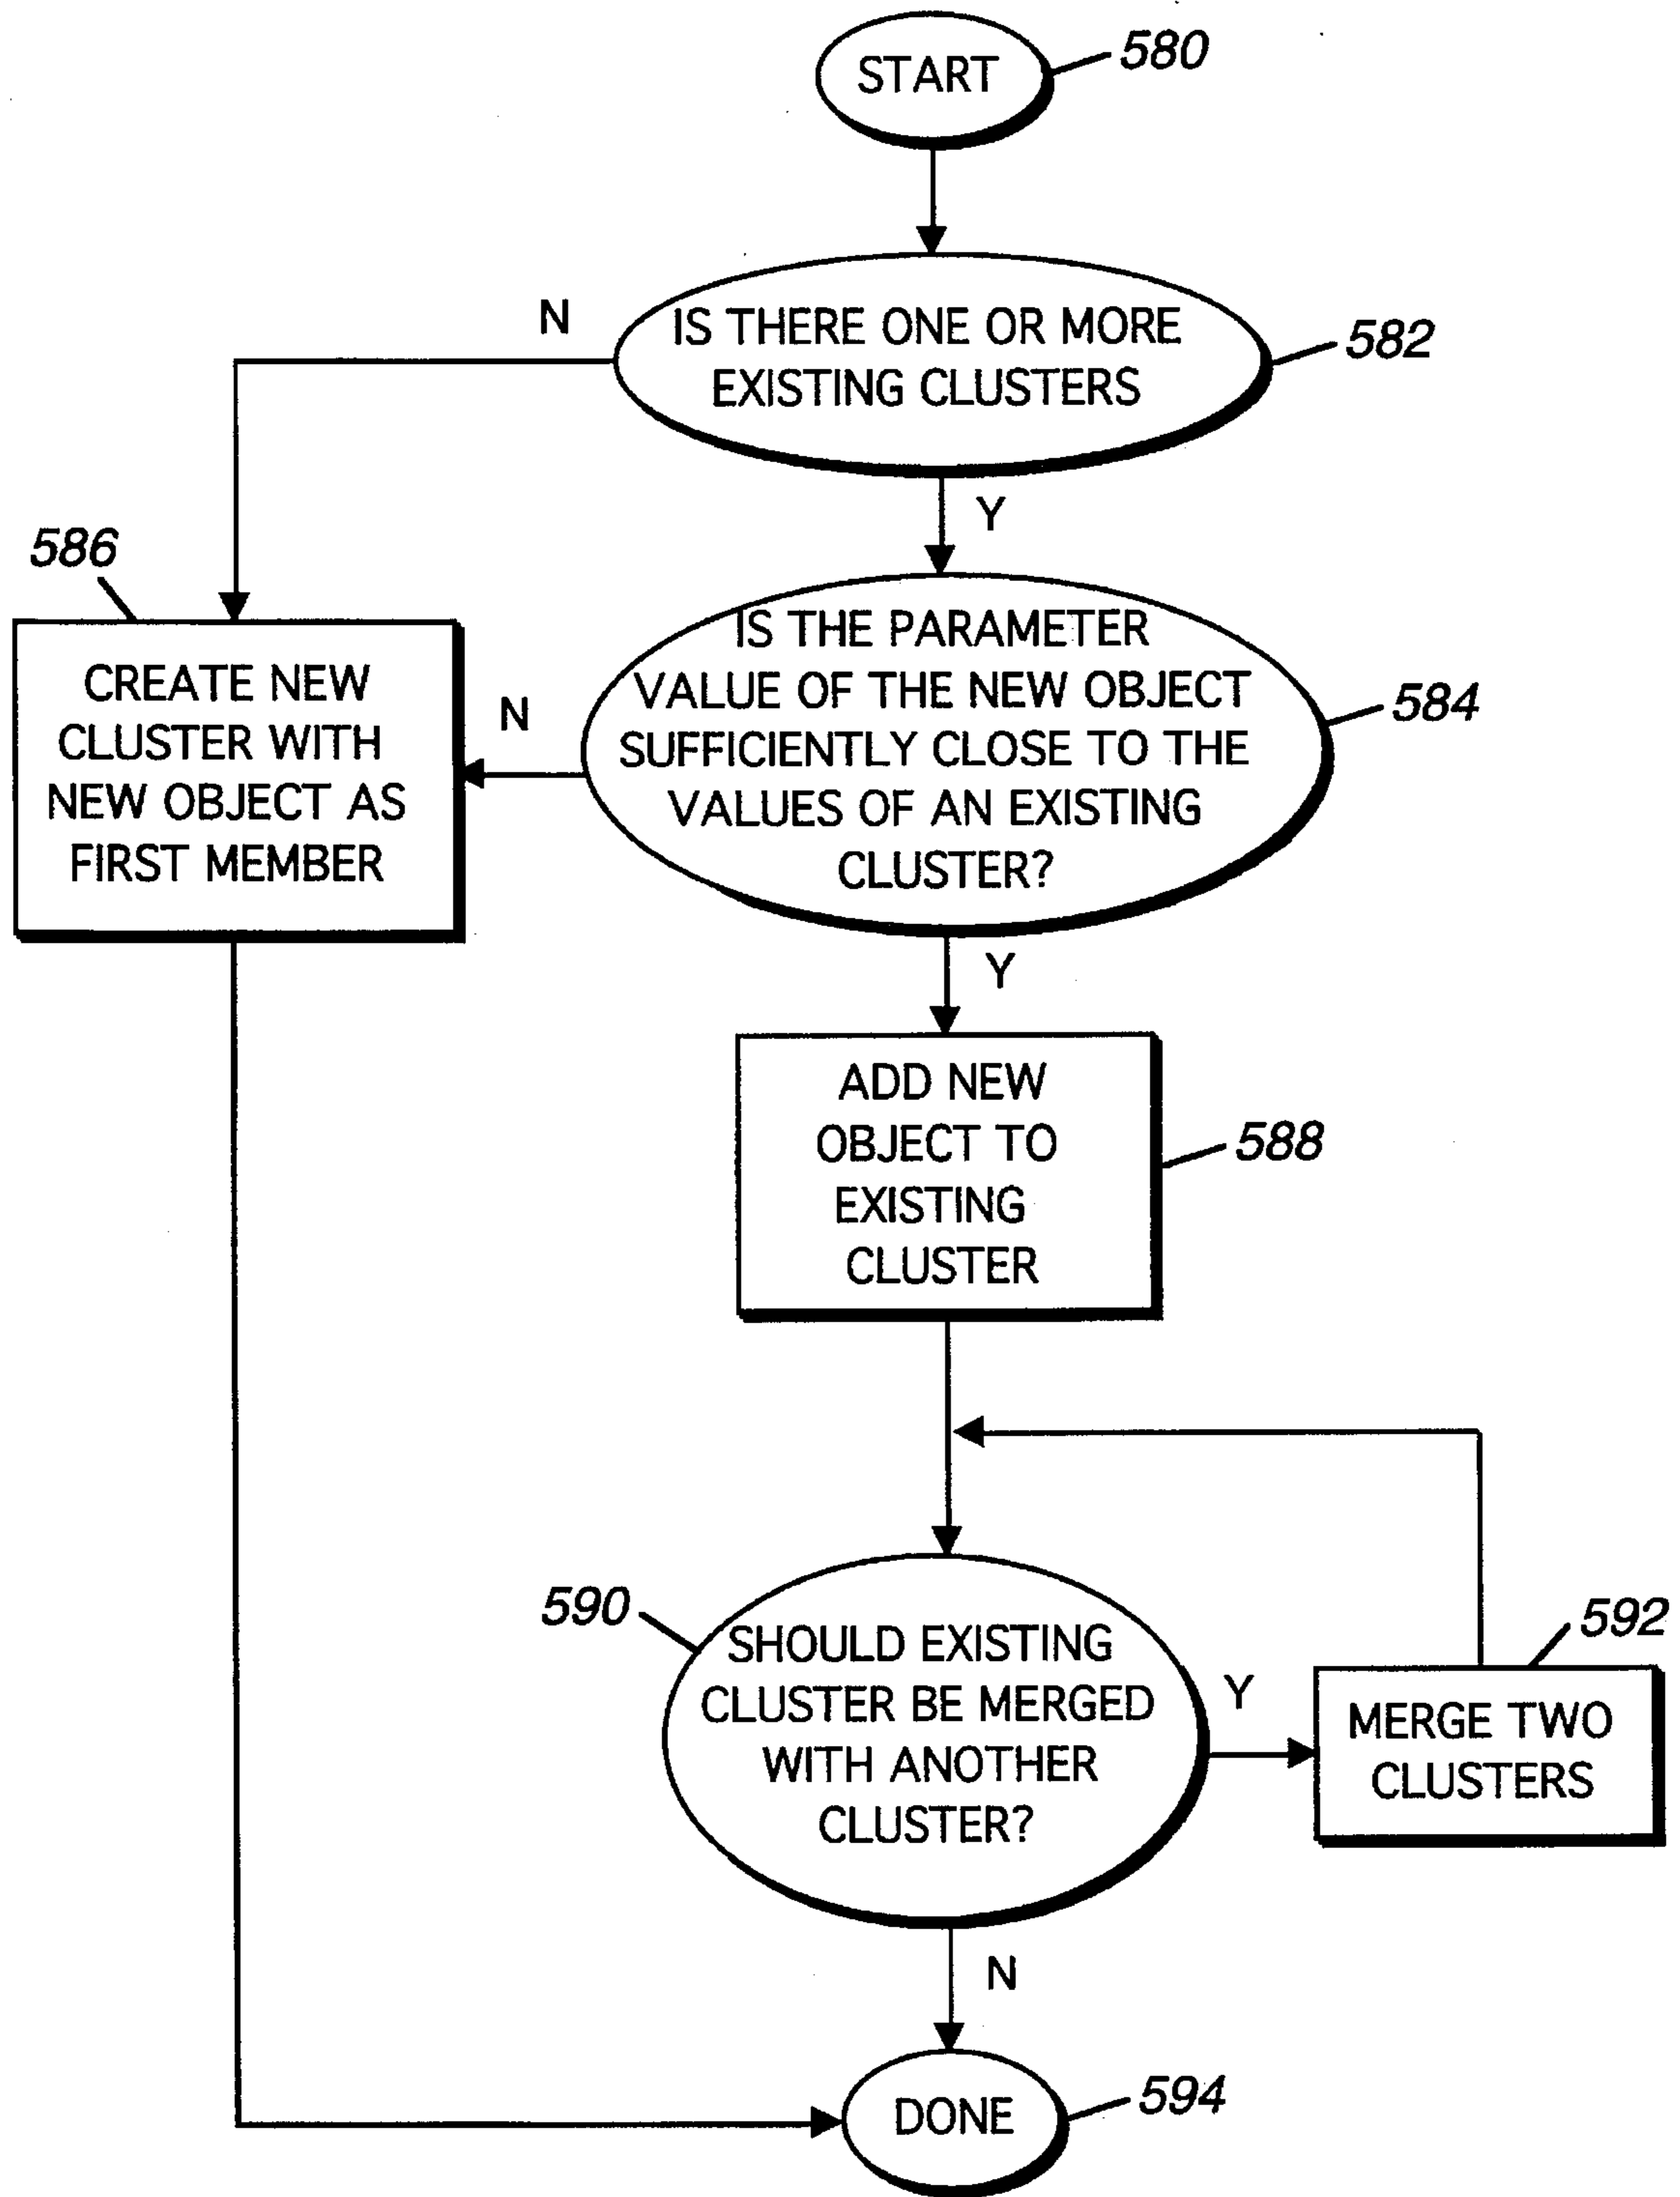 START
580
IS THERE ONE OR MORE
EXISTING CLUSTERS
582
N
Y
586
CREATE NEW
CLUSTER WITH
NEW OBJECT AS
FIRST MEMBER
N
IS THE PARAMETER
VALUE OF THE NEW OBJECT
SUFFICIENTLY CLOSE TO THE
VALUES OF AN EXISTING
CLUSTER?
584
Y
ADD NEW
OBJECT TO
EXISTING
CLUSTER
588
590
SHOULD EXISTING
CLUSTER BE MERGED
WITH ANOTHER
CLUSTER?
Y
592
MERGE TWO
CLUSTERS
N
DONE
594